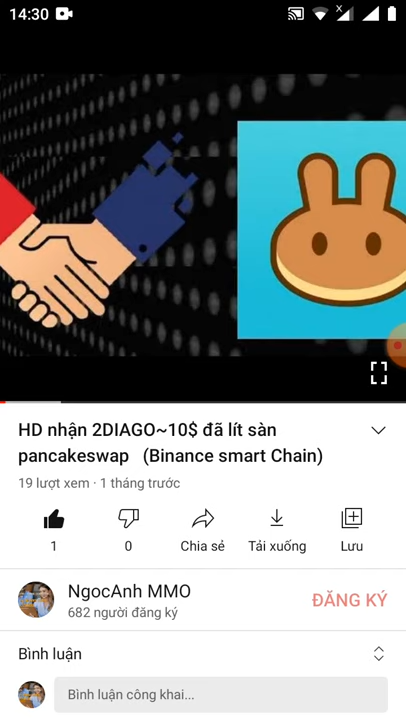 14:30
x
HD nhận 2DIAGO~10$ đã lít sàn
pancakeswap (Binance smart Chain)
19 lượt xem · 1 tháng trước
1
0
Chia sẻ
Tải xuống
Lưu
NgocAnh MMO
ĐĂNG KÝ
682 người đăng ký
Bình luận
Bình luận công khai...